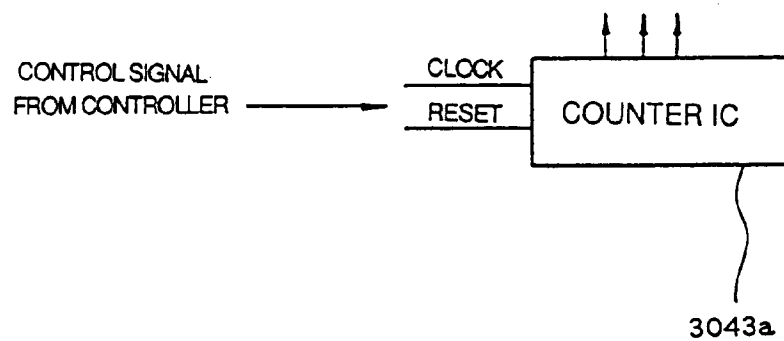 CONTROL SIGNAL
FROM CONTROLLER
CLOCK
RESET
COUNTER IC
3043a